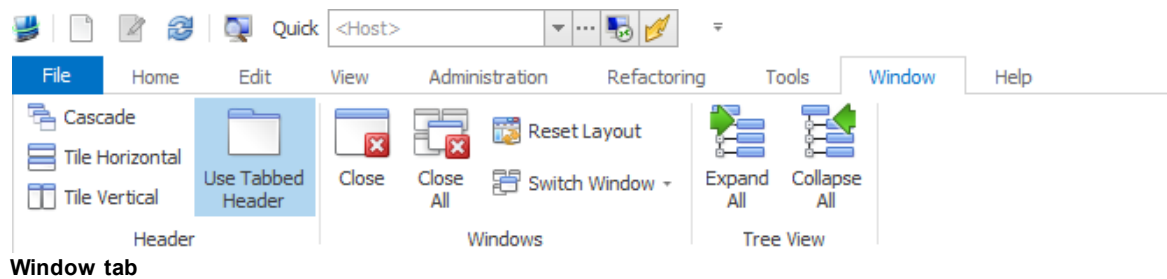 Quick <Host>
File Home Edit View Administration Refactoring Tools Window Help
Cascade
Tile Horizontal
Tile Vertical
Use Tabbed
Header
Header
Close
Close
All
Reset Layout
Switch Window
Windows
Expand
All
Collapse
All
Tree View
Window tab